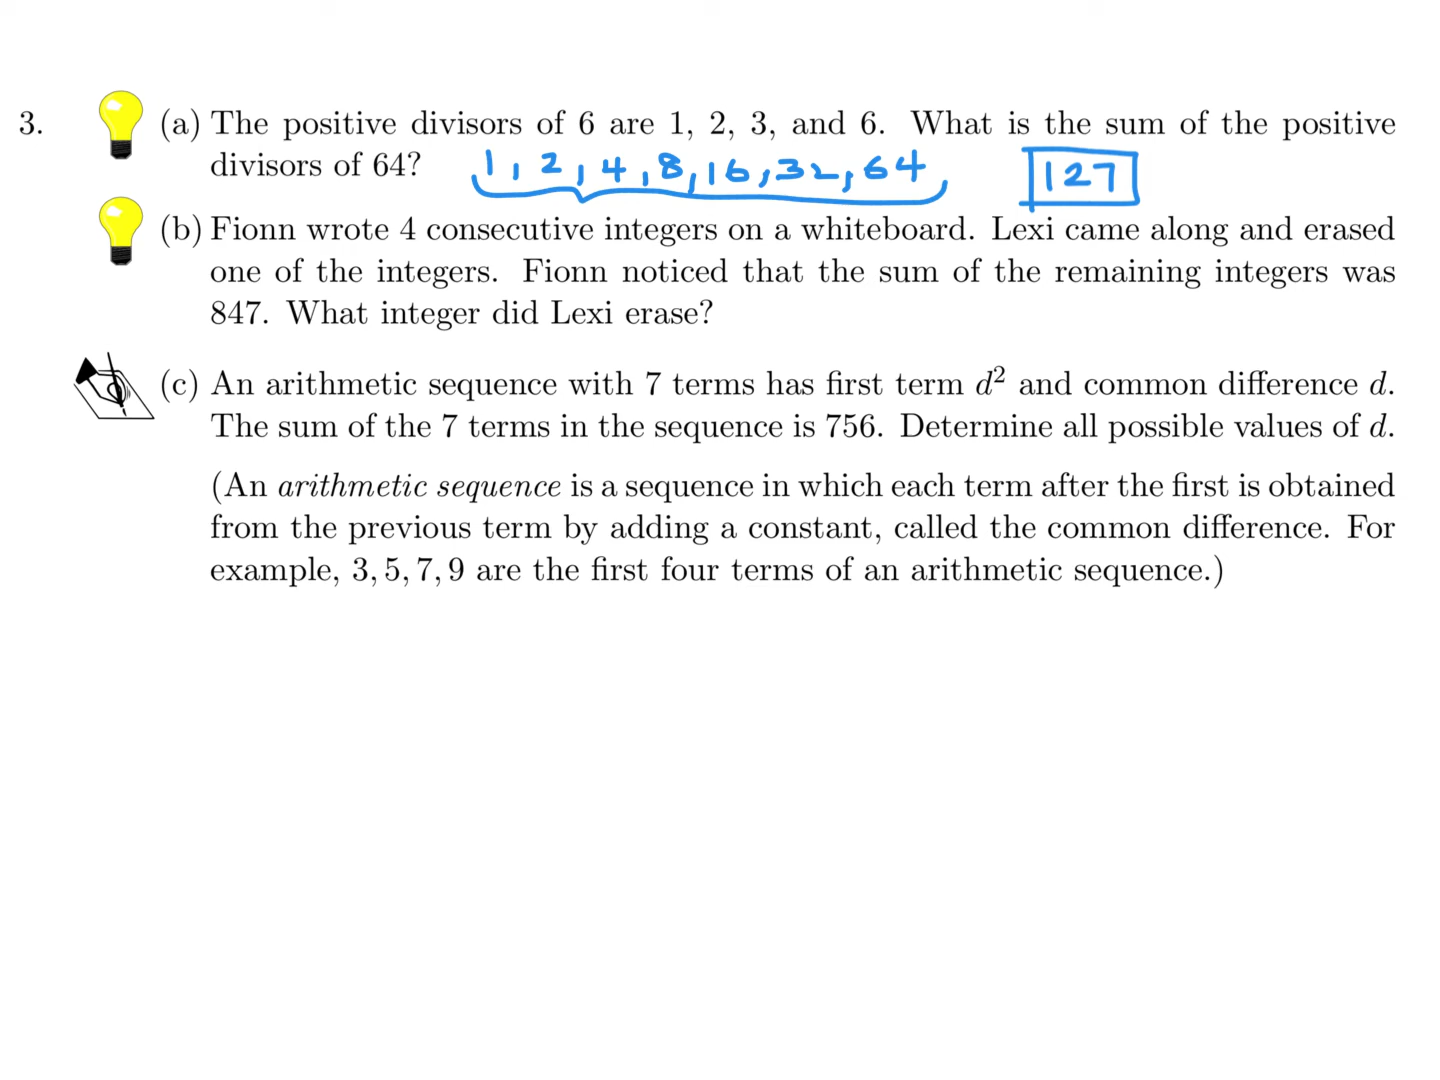 3. (a) The positive divisors of 6 are 1, 2, 3, and 6. What is the sum of the positive
divisors of 64? 1, 2, 4, 8, 16, 32, 64 127
(b) Fionn wrote 4 consecutive integers on a whiteboard. Lexi came along and erased
one of the integers. Fionn noticed that the sum of the remaining integers was
847. What integer did Lexi erase?
(c) An arithmetic sequence with 7 terms has first term d² and common difference d.
The sum of the 7 terms in the sequence is 756. Determine all possible values of d.
(An arithmetic sequence is a sequence in which each term after the first is obtained
from the previous term by adding a constant, called the common difference. For
example, 3, 5, 7, 9 are the first four terms of an arithmetic sequence.)